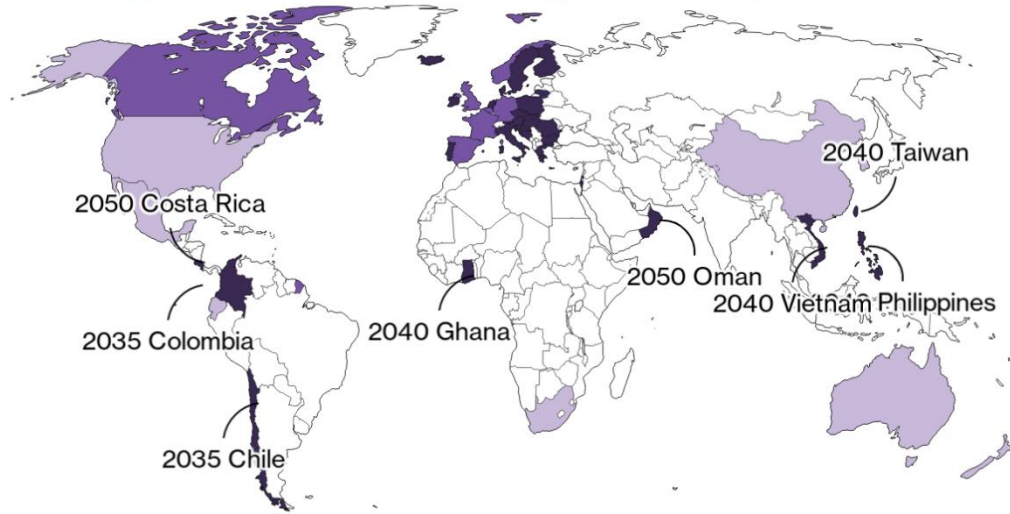 2040 Taiwan
2050 Costa Rica
2050 Oman
2040 Vietnam Philippines
2035 Colombia
2040 Ghana
2035 Chile